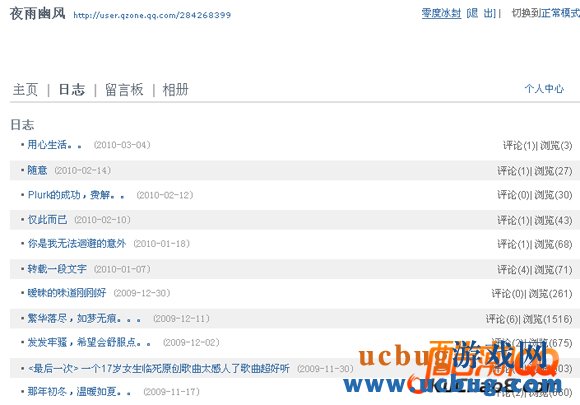 夜雨幽风 http://user.qzone.qq.com/284268399 零度冰封 [退 出] | 切换到正常模式
主页 | 日志 | 留言板 | 相册 个人中心
日志
用心生活。。 (2010-03-04) 评论(1)| 浏览(3)
随意 (2010-02-14) 评论(1)| 浏览(27)
Plurk的成功，费解。。 (2010-02-12) 评论(0)| 浏览(30)
仅此而已 (2010-02-10) 评论(1)| 浏览(43)
你是我无法迴避的意外 (2010-01-18) 评论(1)| 浏览(68)
转载一段文字 (2010-01-07) 评论(4)| 浏览(71)
暧昧的味道刚刚好 (2009-12-30) 评论(0)| 浏览(261)
繁华落尽，如梦无痕。。。 (2009-12-11) 评论(6)| 浏览(1516)
发发牢骚，希望会舒服点。。 (2009-12-02) 评论(2)| 浏览(675)
<最后一次> 一个17岁女生临死原创歌曲太感人了歌曲超好听 (2009-11-30)
那年初冬，温暖如夏。。 (2009-11-17)
ucbug游戏网
.com